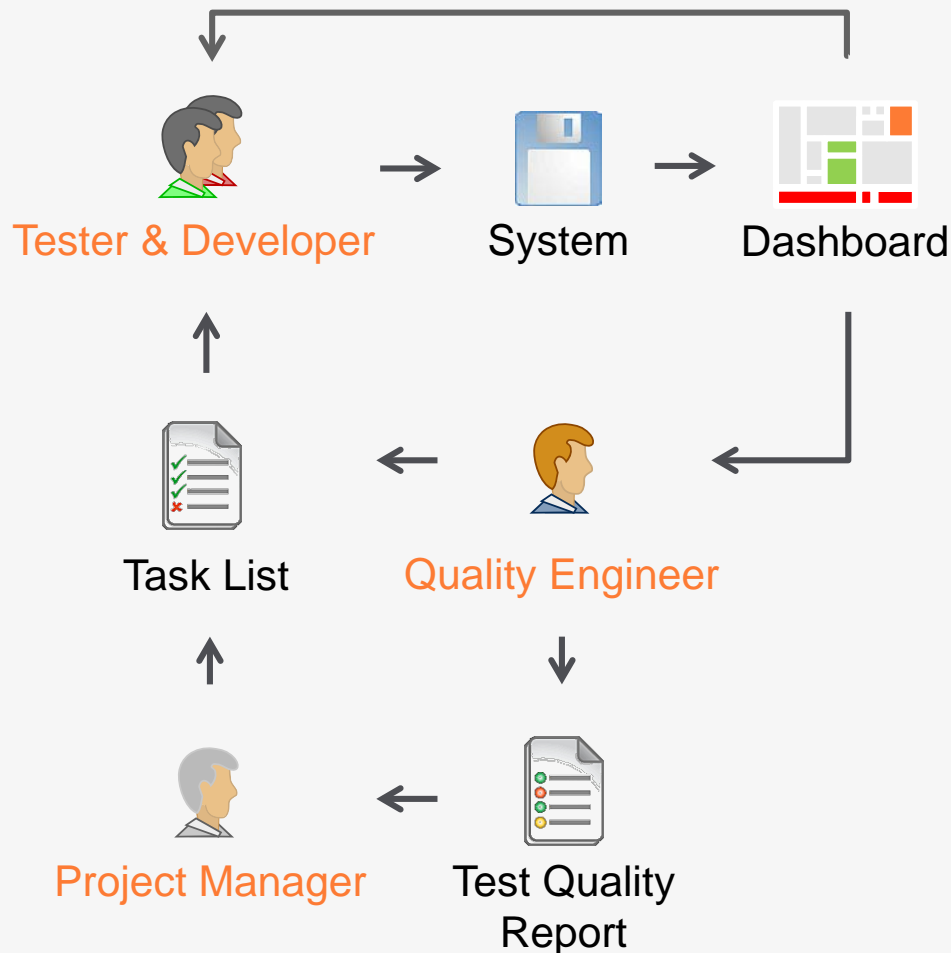 Tester & Developer
System
Dashboard
Task List
Quality Engineer
Project Manager
Test Quality
Report